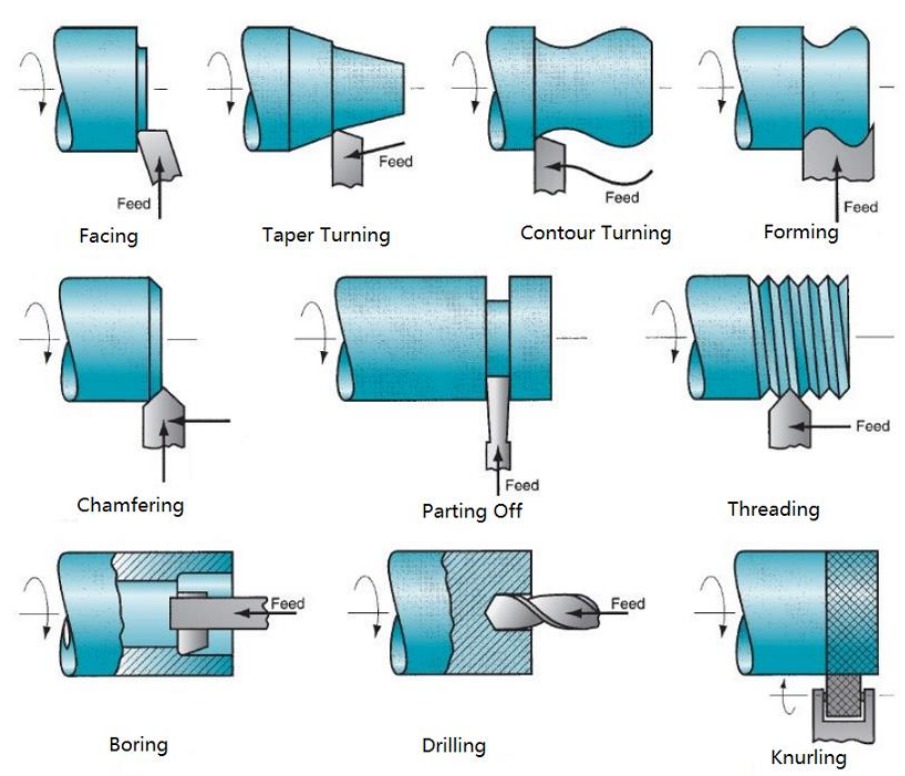 Feed
Feed
Feed
Feed
Facing
Taper Turning
Contour Turning
Forming
Feed
Feed
Chamfering
Parting Off
Threading
Feed
Feed
Boring
Drilling
Knurling